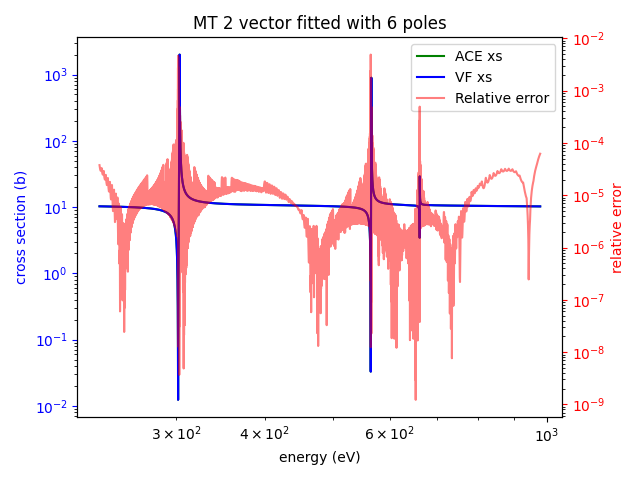 MT 2 vector fitted with 6 poles
ACE xs
VF xs
Relative error
cross section (b)
10³
10²
10¹
10⁰
10⁻¹
10⁻²
relative error
10⁻²
10⁻³
10⁻⁴
10⁻⁵
10⁻⁶
10⁻⁷
10⁻⁸
10⁻⁹
3 × 10² 4 × 10² 6 × 10² 10³
energy (eV)